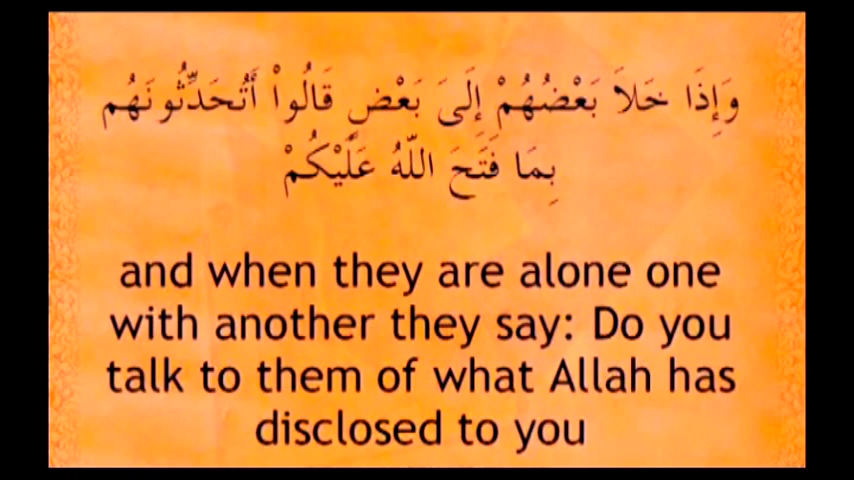 وَإِذَا خَلاَ بَعْضُهُمْ إِلَىَ بَعْضٍ قَالُواْ أَتُحَدِّثُونَهُم
بِمَا فَتَحَ اللّهُ عَلَيْكُمْ
and when they are alone one
with another they say: Do you
talk to them of what Allah has
disclosed to you